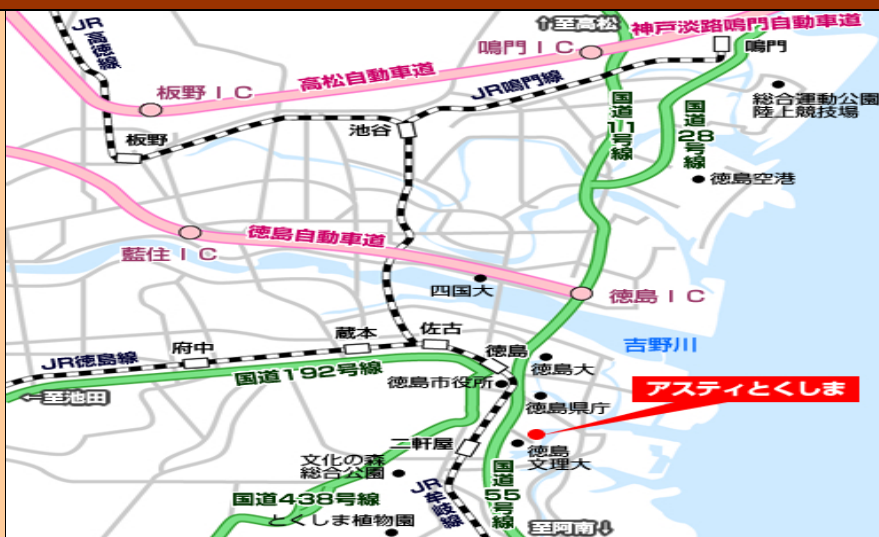 ↑至高松
神戸淡路鳴門自動車道
JR高徳線
鳴門IC
鳴門
高松自動車道
板野IC
JR鳴門線
総合運動公園
陸上競技場
国道11号線
国道28号線
板野
池谷
徳島空港
徳島自動車道
藍住IC
四国大
徳島IC
吉野川
蔵本
佐古
府中
徳島
JR徳島線
徳島大
国道192号線
徳島市役所
アスティとくしま
←至池田
徳島県庁
二軒屋
徳島
文理大
文化の森
総合公園
国道55号線
JR牟岐線
国道438号線
とくしま植物園
至阿南↓